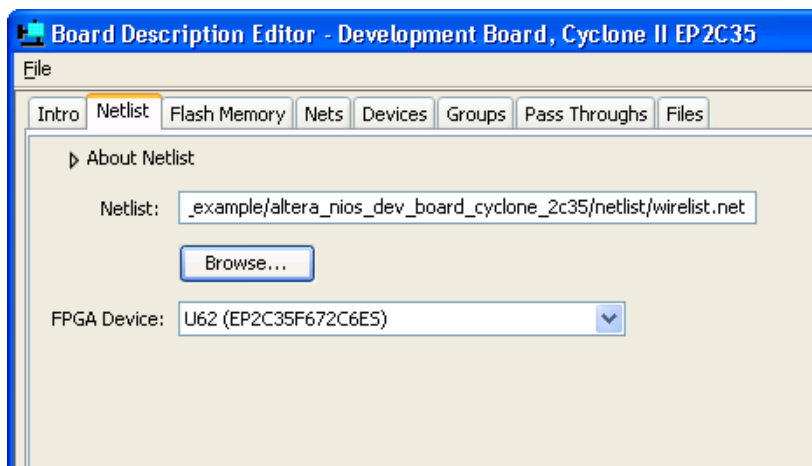 Board Description Editor - Development Board, Cyclone II EP2C35
File
Intro Netlist Flash Memory Nets Devices Groups Pass Throughs Files
About Netlist
Netlist: _example/altera_nios_dev_board_cyclone_2c35/netlist/wirelist.net
Browse...
FPGA Device: U62 (EP2C35F672C6ES)